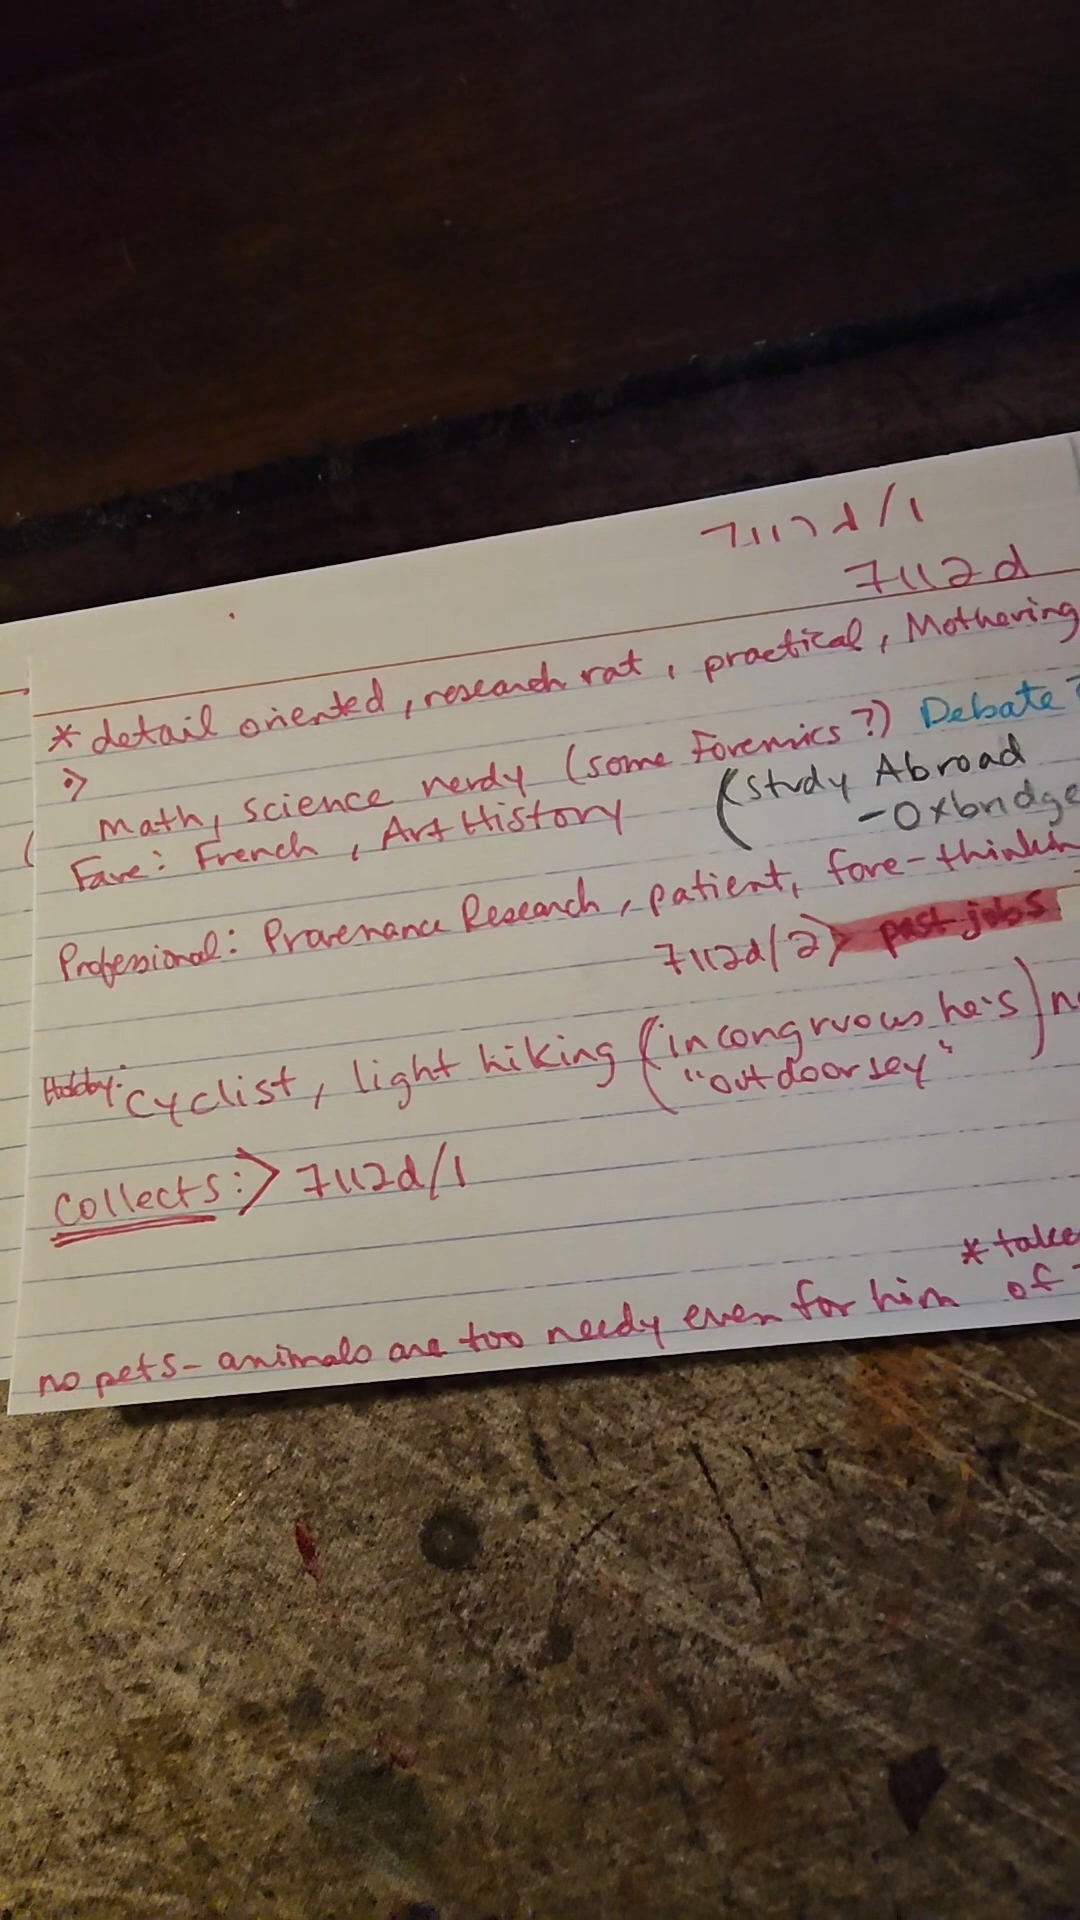 7112d/1
7112d
* detail oriented, research rat, practical, Mothering
?) math, science nerdy (some Forensics?) Debate?
Fave: French, Art History (Study Abroad
-Oxbridge
Professional: Provenance Research, patient, fore-thinkin
7112d/2> past jobs
Hobby: Cyclist, light hiking (incongruous he's)
"outdoorsey"
Collects:> 7112d/1
* take
no pets- animals are too needy even for him of